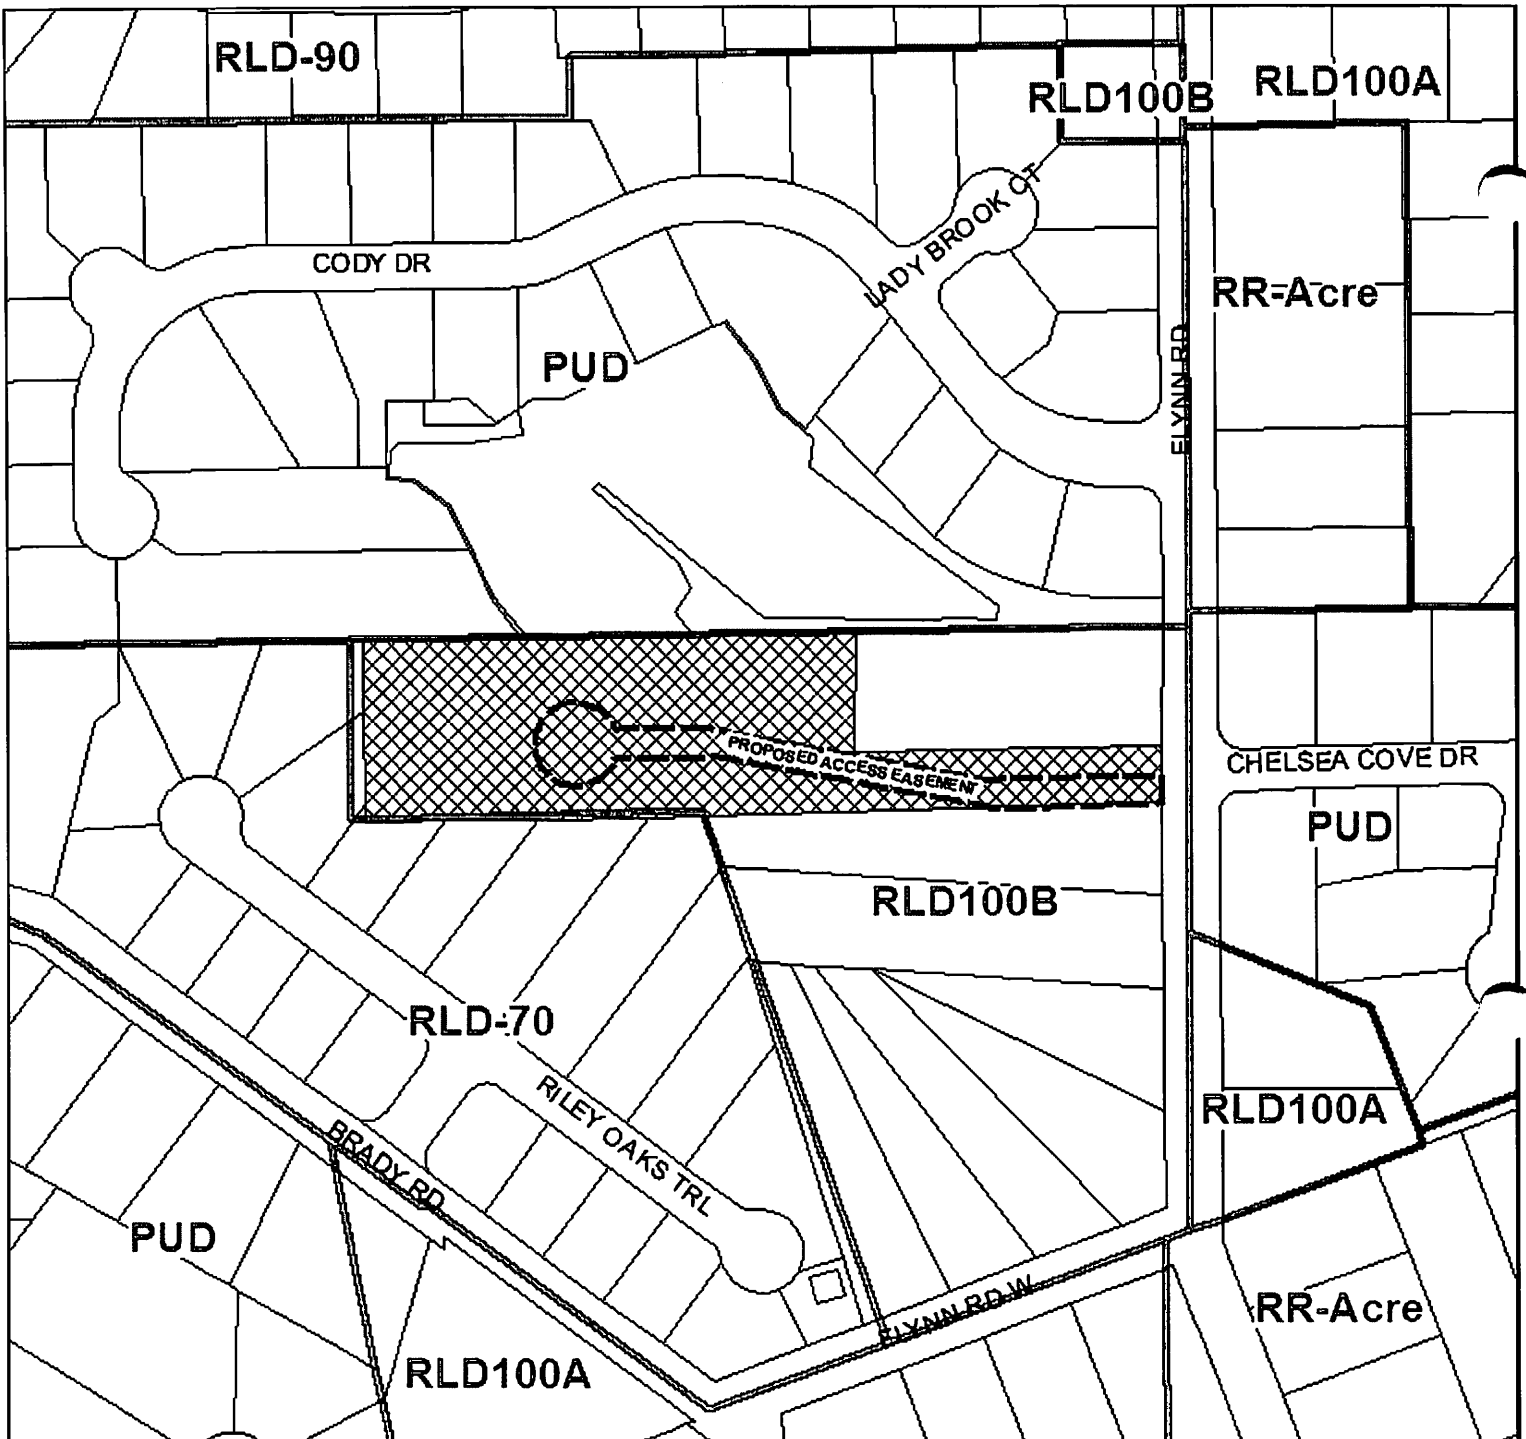 RLD-90
RLD100B
RLD100A
LADY BROOK CT
CODY DR
RR-Acre
PUD
FLYNN RD
PROPOSED ACCESS EASEMENT
CHELSEA COVE DR
PUD
RLD100B
RLD-70
RILEY OAKS TRL
RLD100A
BRADY RD
PUD
FLYNN RD W
RR-Acre
RLD100A